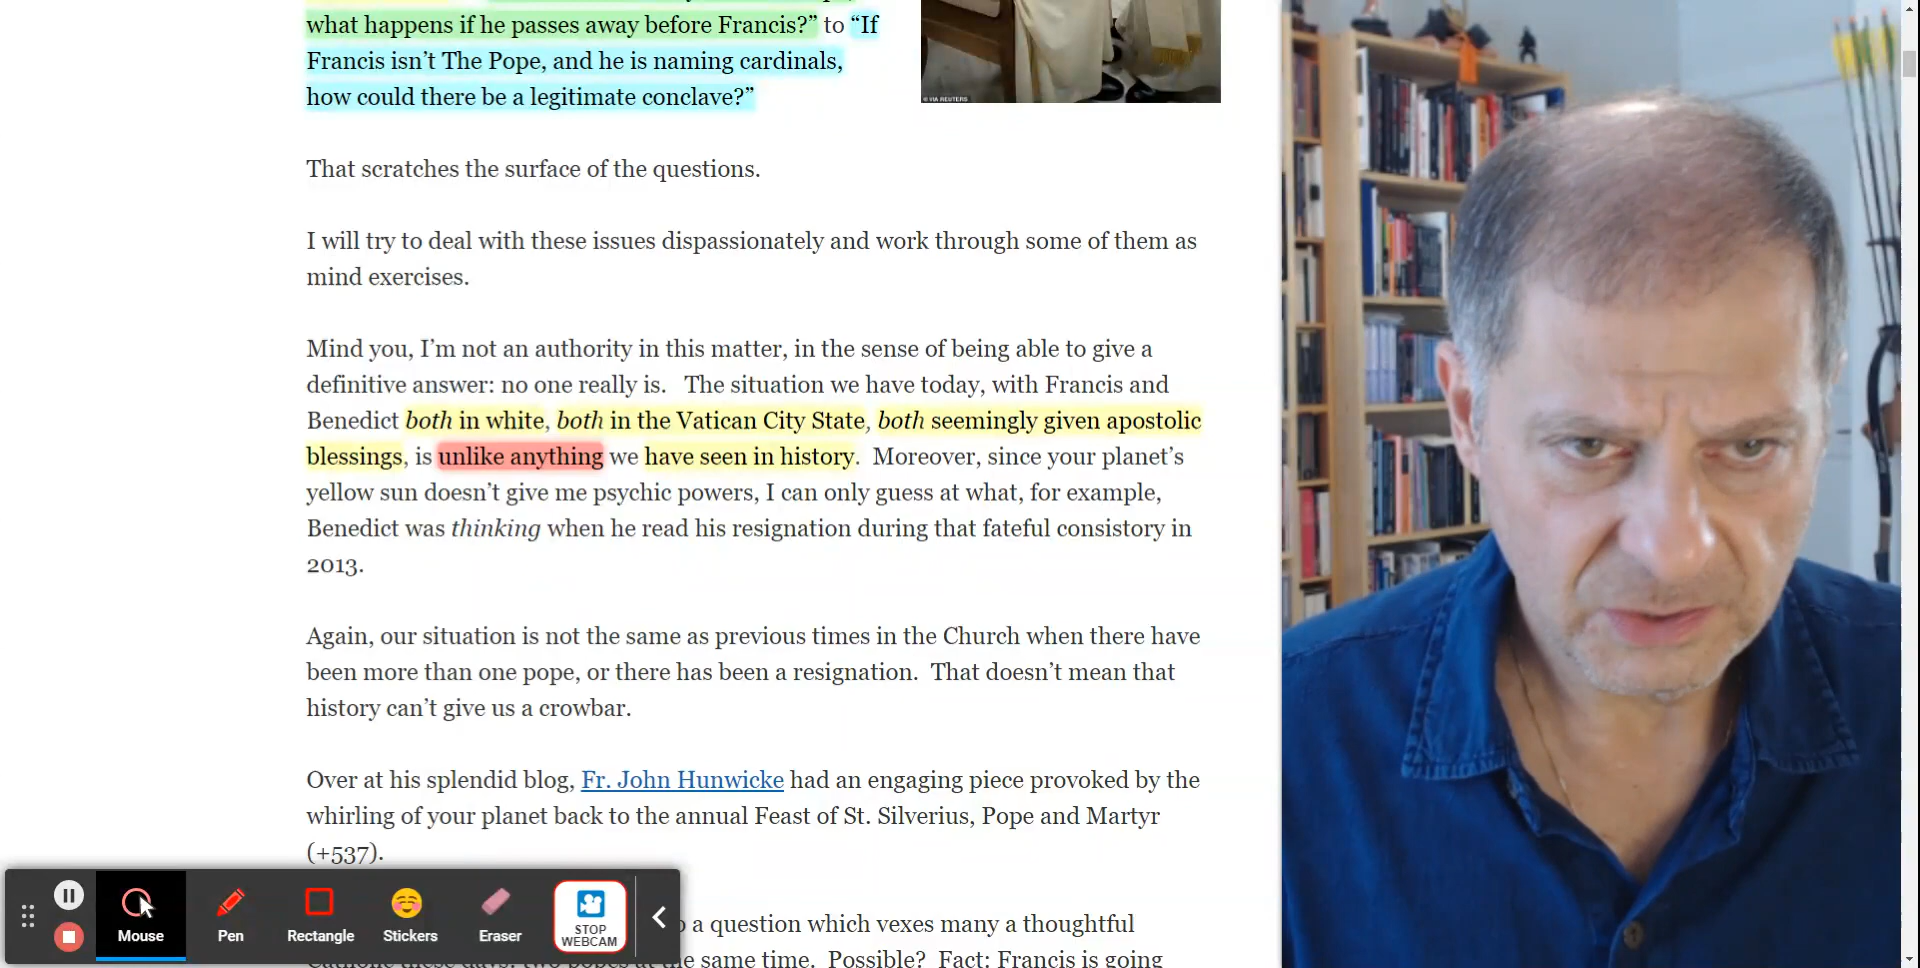 what happens if he passes away before Francis?” to “If
Francis isn’t The Pope, and he is naming cardinals,
how could there be a legitimate conclave?”
© VIA REUTERS
That scratches the surface of the questions.
I will try to deal with these issues dispassionately and work through some of them as
mind exercises.
Mind you, I’m not an authority in this matter, in the sense of being able to give a
definitive answer: no one really is.   The situation we have today, with Francis and
Benedict both in white, both in the Vatican City State, both seemingly given apostolic
blessings, is unlike anything we have seen in history.  Moreover, since your planet’s
yellow sun doesn’t give me psychic powers, I can only guess at what, for example,
Benedict was thinking when he read his resignation during that fateful consistory in
2013.
Again, our situation is not the same as previous times in the Church when there have
been more than one pope, or there has been a resignation.  That doesn’t mean that
history can’t give us a crowbar.
Over at his splendid blog, Fr. John Hunwicke had an engaging piece provoked by the
whirling of your planet back to the annual Feast of St. Silverius, Pope and Martyr
(+537).
a question which vexes many a thoughtful
same time.  Possible?  Fact: Francis is going
Mouse
Pen
Rectangle
Stickers
Eraser
STOP
WEBCAM